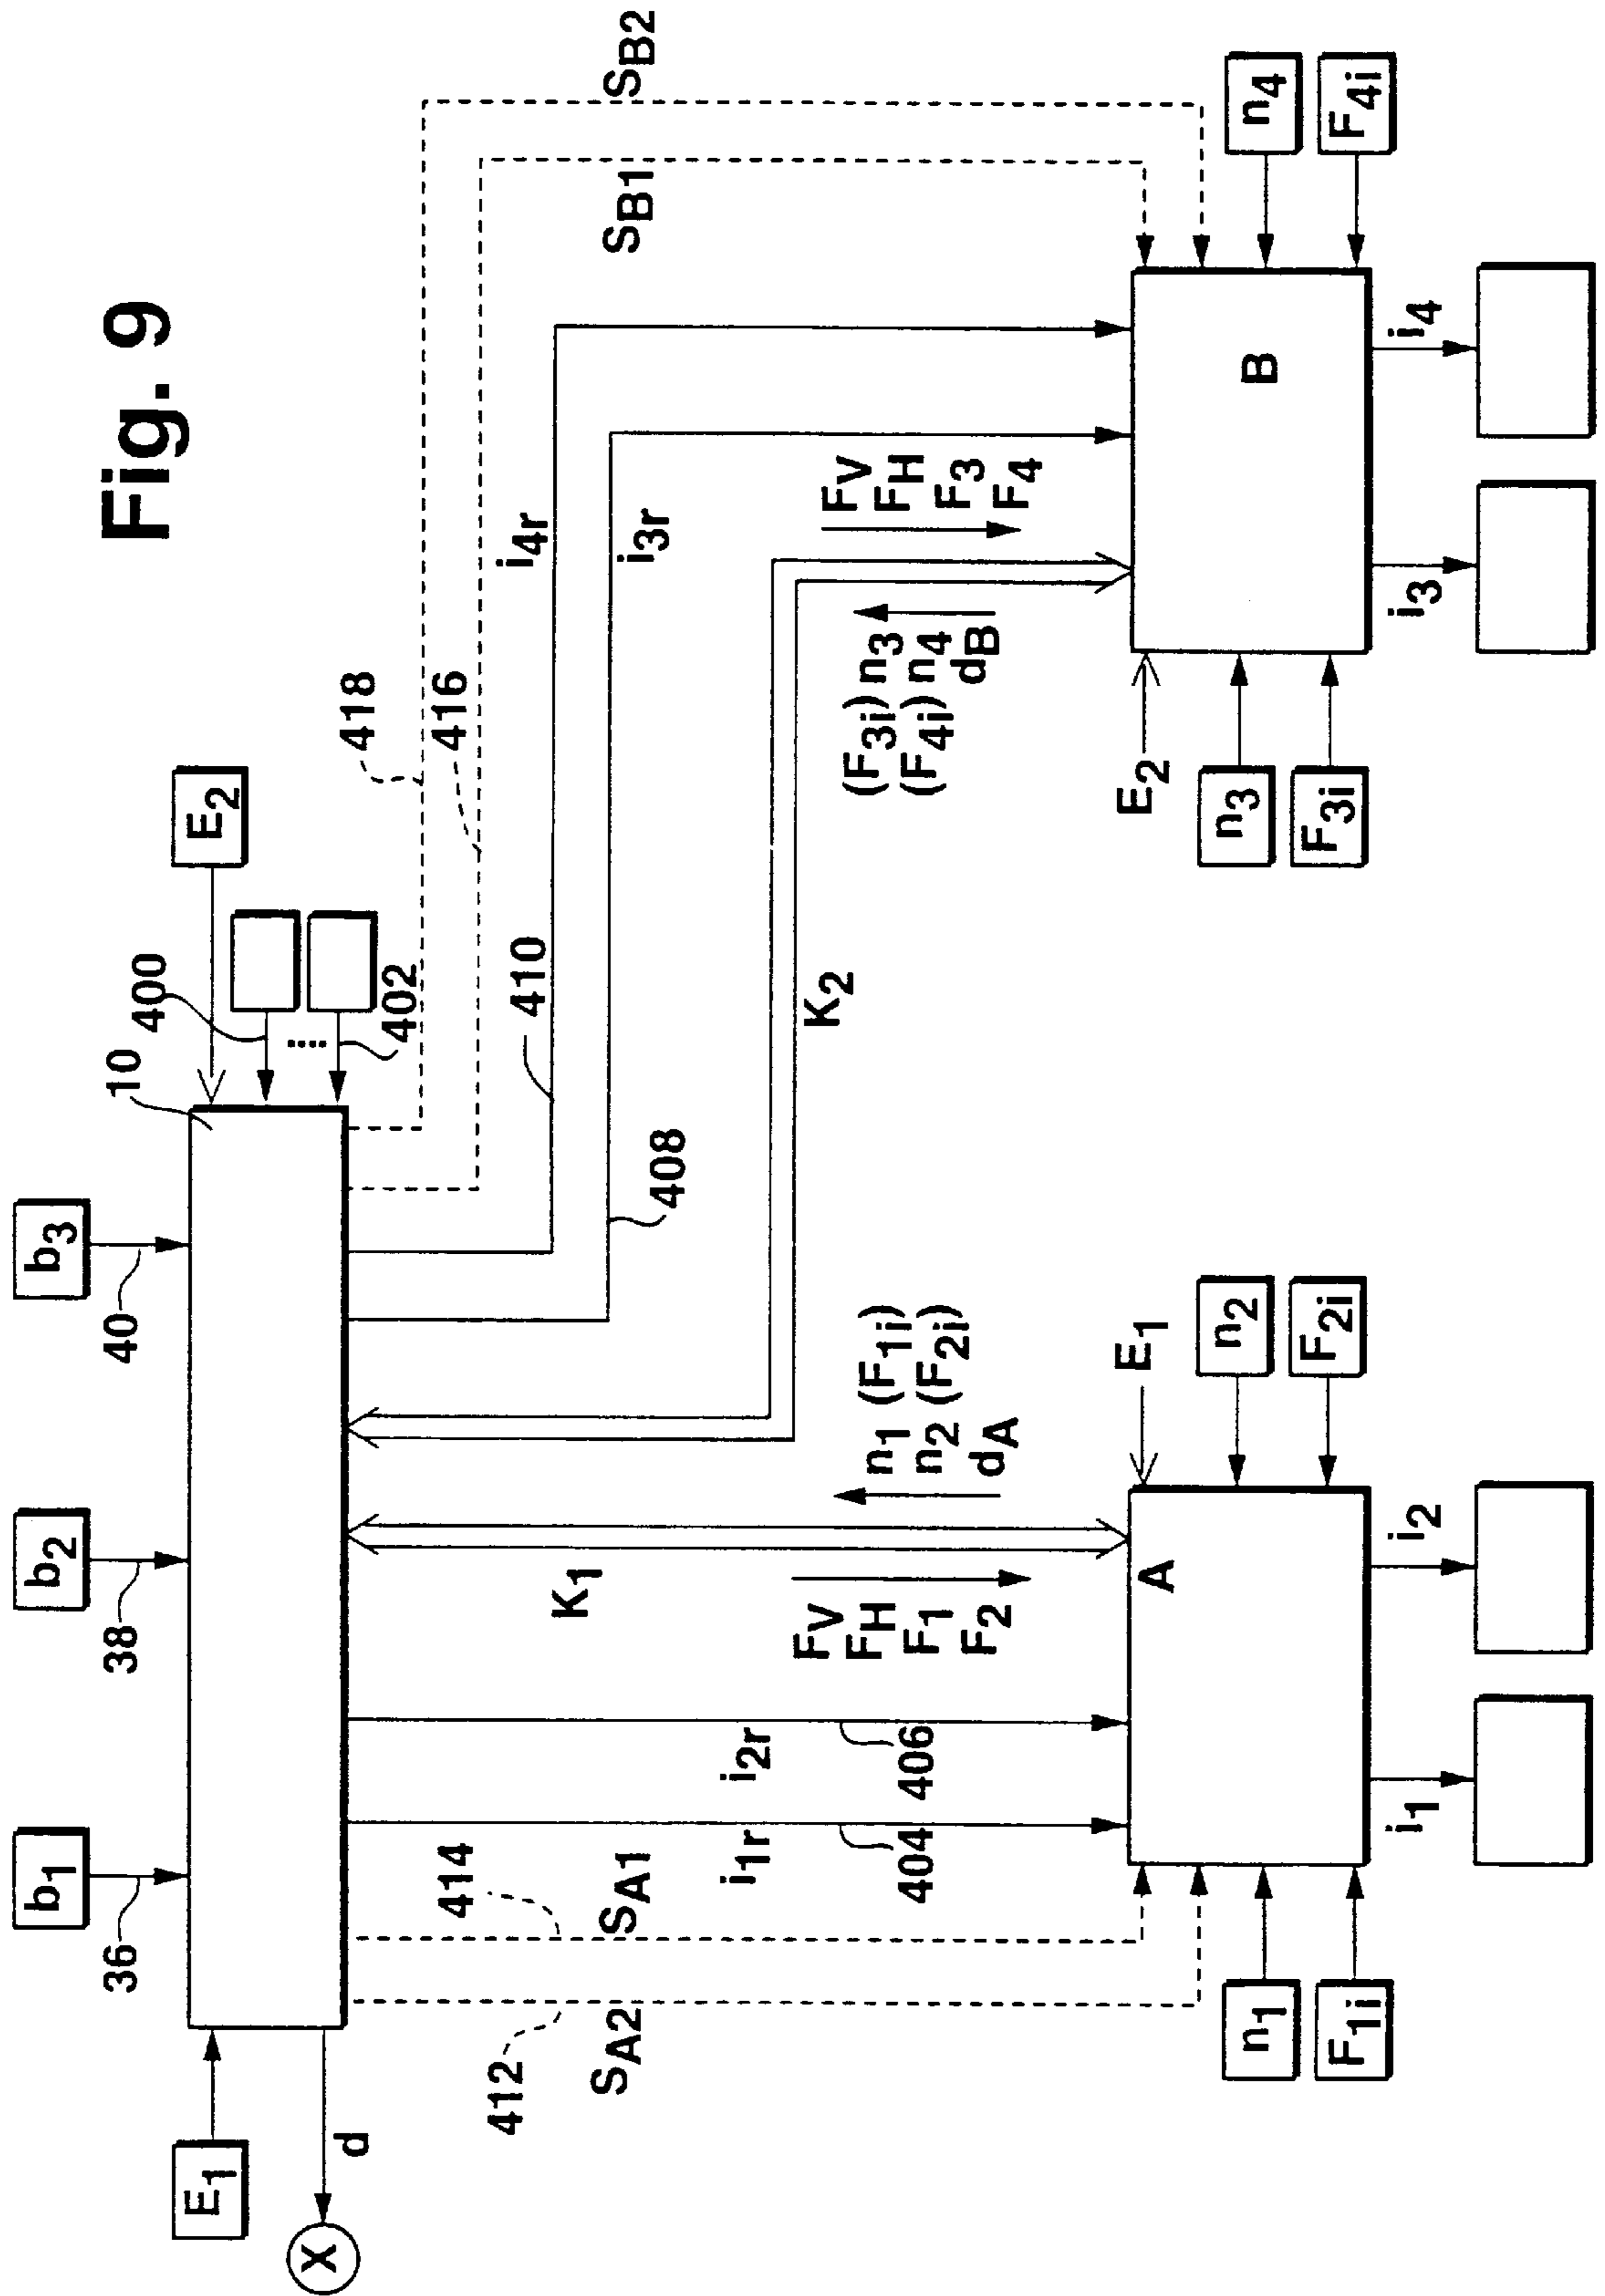 Fig. 9
b1
b2
b3
36
38
40
10
E1
E2
400
402
d
X
418
416
SB2
SB1
412
414
SA2
SA1
i1r
i2r
404
406
K1
FV
FH
F1
F2
n1 (F1i)
n2 (F2i)
dA
408
410
i4r
i3r
K2
FV
FH
F3
F4
(F3i) n3
(F4i) n4
dB
A
B
E1
E2
n1
F1i
n2
F2i
n3
F3i
n4
F4i
i1
i2
i3
i4